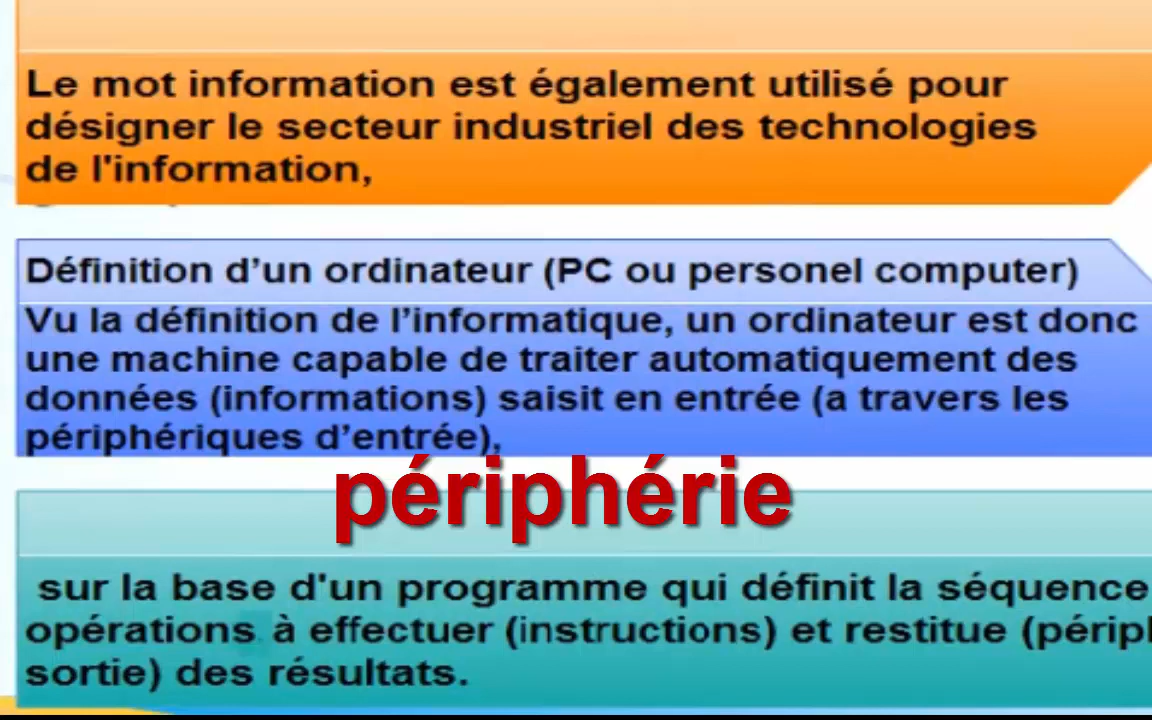 Le mot information est également utilisé pour
désigner le secteur industriel des technologies
de l'information,
Définition d’un ordinateur (PC ou personel computer)
Vu la définition de l’informatique, un ordinateur est donc
une machine capable de traiter automatiquement des
données (informations) saisit en entrée (a travers les
périphériques d’entrée),
périphérie
sur la base d'un programme qui définit la séquence
opérations à effectuer (instructions) et restitue
sortie) des résultats.